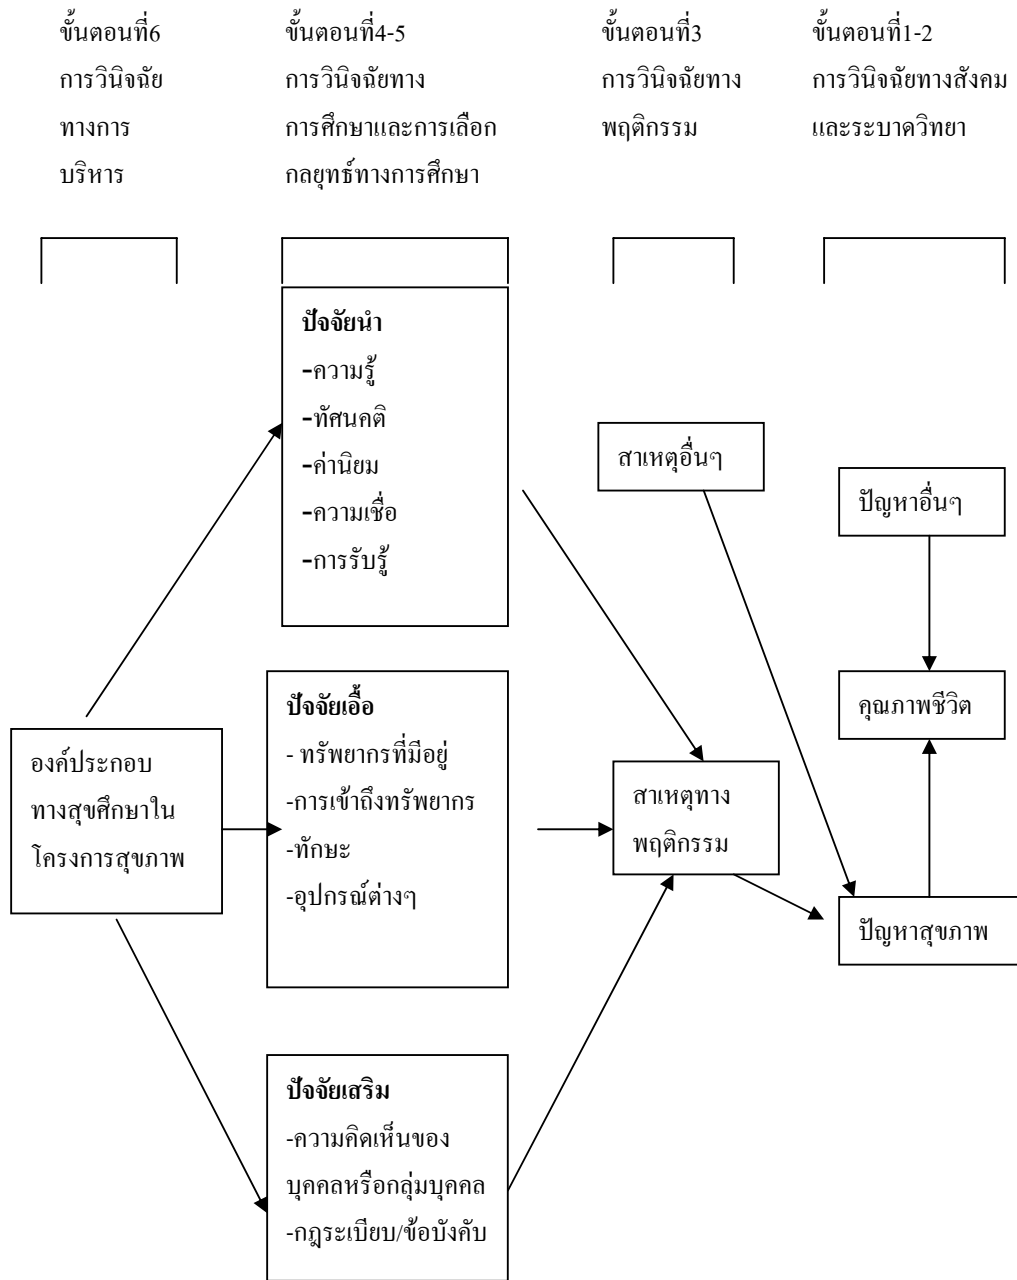 ขั้นตอนที่6
การวินิจฉัย
ทางการ
บริหาร
ขั้นตอนที่4-5
การวินิจฉัยทาง
การศึกษาและการเลือก
กลยุทธ์ทางการศึกษา
ขั้นตอนที่3
การวินิจฉัยทาง
พฤติกรรม
ขั้นตอนที่1-2
การวินิจฉัยทางสังคม
และระบาดวิทยา
ปัจจัยนำ
-ความรู้
-ทัศนคติ
-ค่านิยม
-ความเชื่อ
-การรับรู้
สาเหตุอื่นๆ
ปัญหาอื่นๆ
องค์ประกอบ
ทางสุขศึกษาใน
โครงการสุขภาพ
ปัจจัยเอื้อ
- ทรัพยากรที่มีอยู่
-การเข้าถึงทรัพยากร
-ทักษะ
-อุปกรณ์ต่างๆ
สาเหตุทาง
พฤติกรรม
คุณภาพชีวิต
ปัญหาสุขภาพ
ปัจจัยเสริม
-ความคิดเห็นของ
บุคคลหรือกลุ่มบุคคล
-กฎระเบียบ/ข้อบังคับ